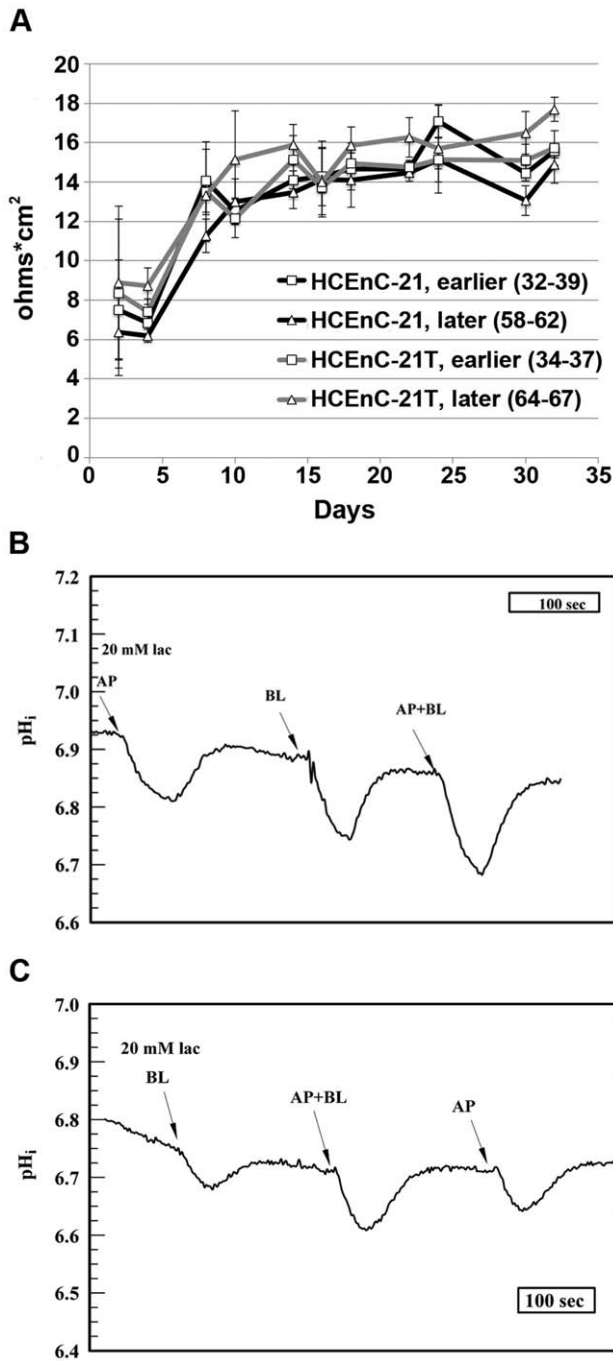 A
20
18
16
14
12
10
8
6
4
2
0
ohms*cm²
HCEnC-21, earlier (32-39)
HCEnC-21, later (58-62)
HCEnC-21T, earlier (34-37)
HCEnC-21T, later (64-67)
0 5 10 15 20 25 30 35
Days
B
7.2
7.1
7.0
6.9
6.8
6.7
6.6
pHi
100 sec
20 mM lac
AP
BL
AP+BL
C
7.0
6.9
6.8
6.7
6.6
6.5
6.4
pHi
20 mM lac
BL
AP+BL
AP
100 sec